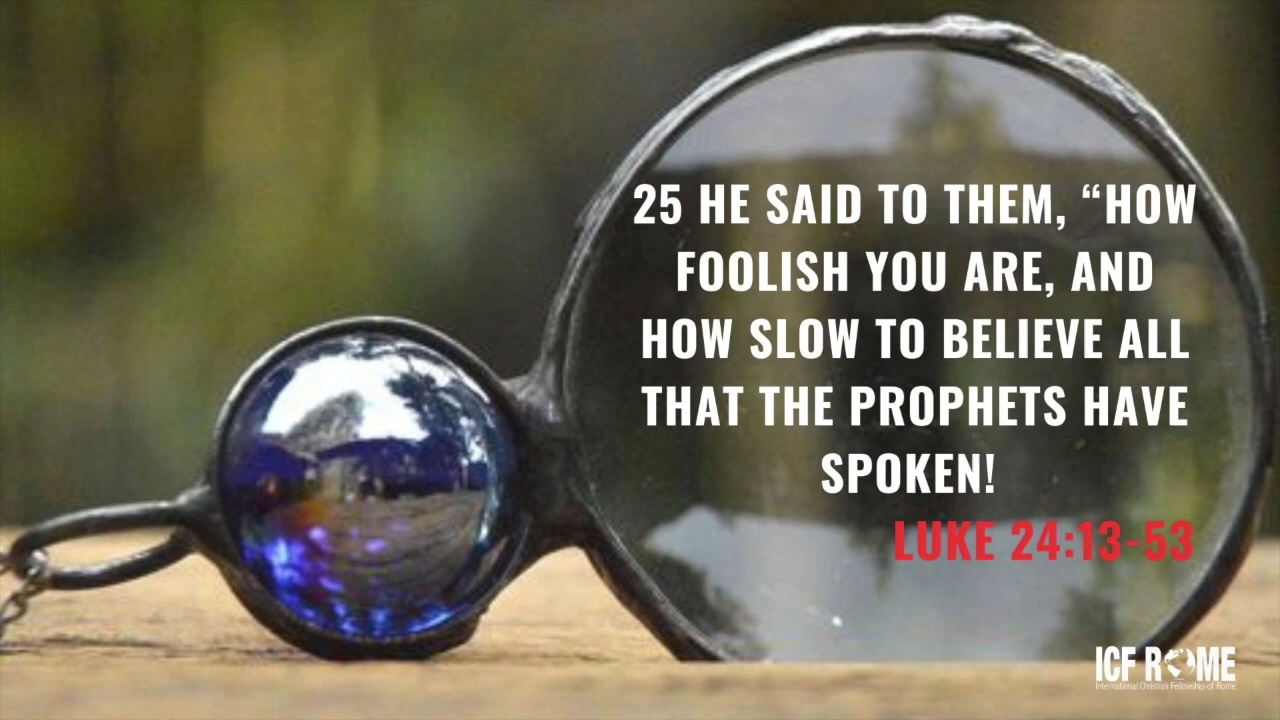 25 HE SAID TO THEM, “HOW
FOOLISH YOU ARE, AND
HOW SLOW TO BELIEVE ALL
THAT THE PROPHETS HAVE
SPOKEN!
LUKE 24:13-53
ICF ROME
International Christian Fellowship of Rome